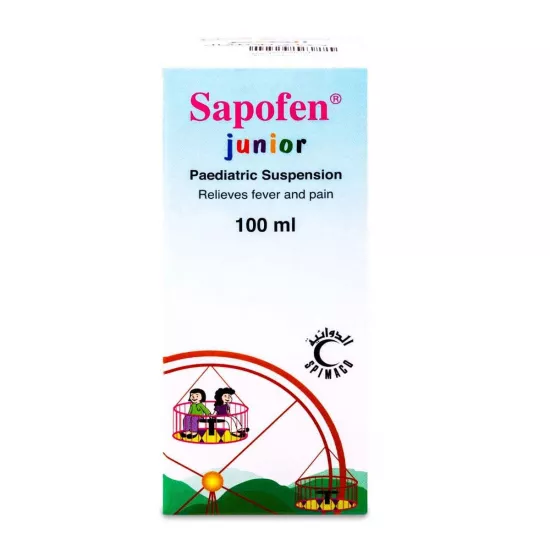 Sapofen®
junior
Paediatric Suspension
Relieves fever and pain
100 ml
الدوائية
SPIMACO